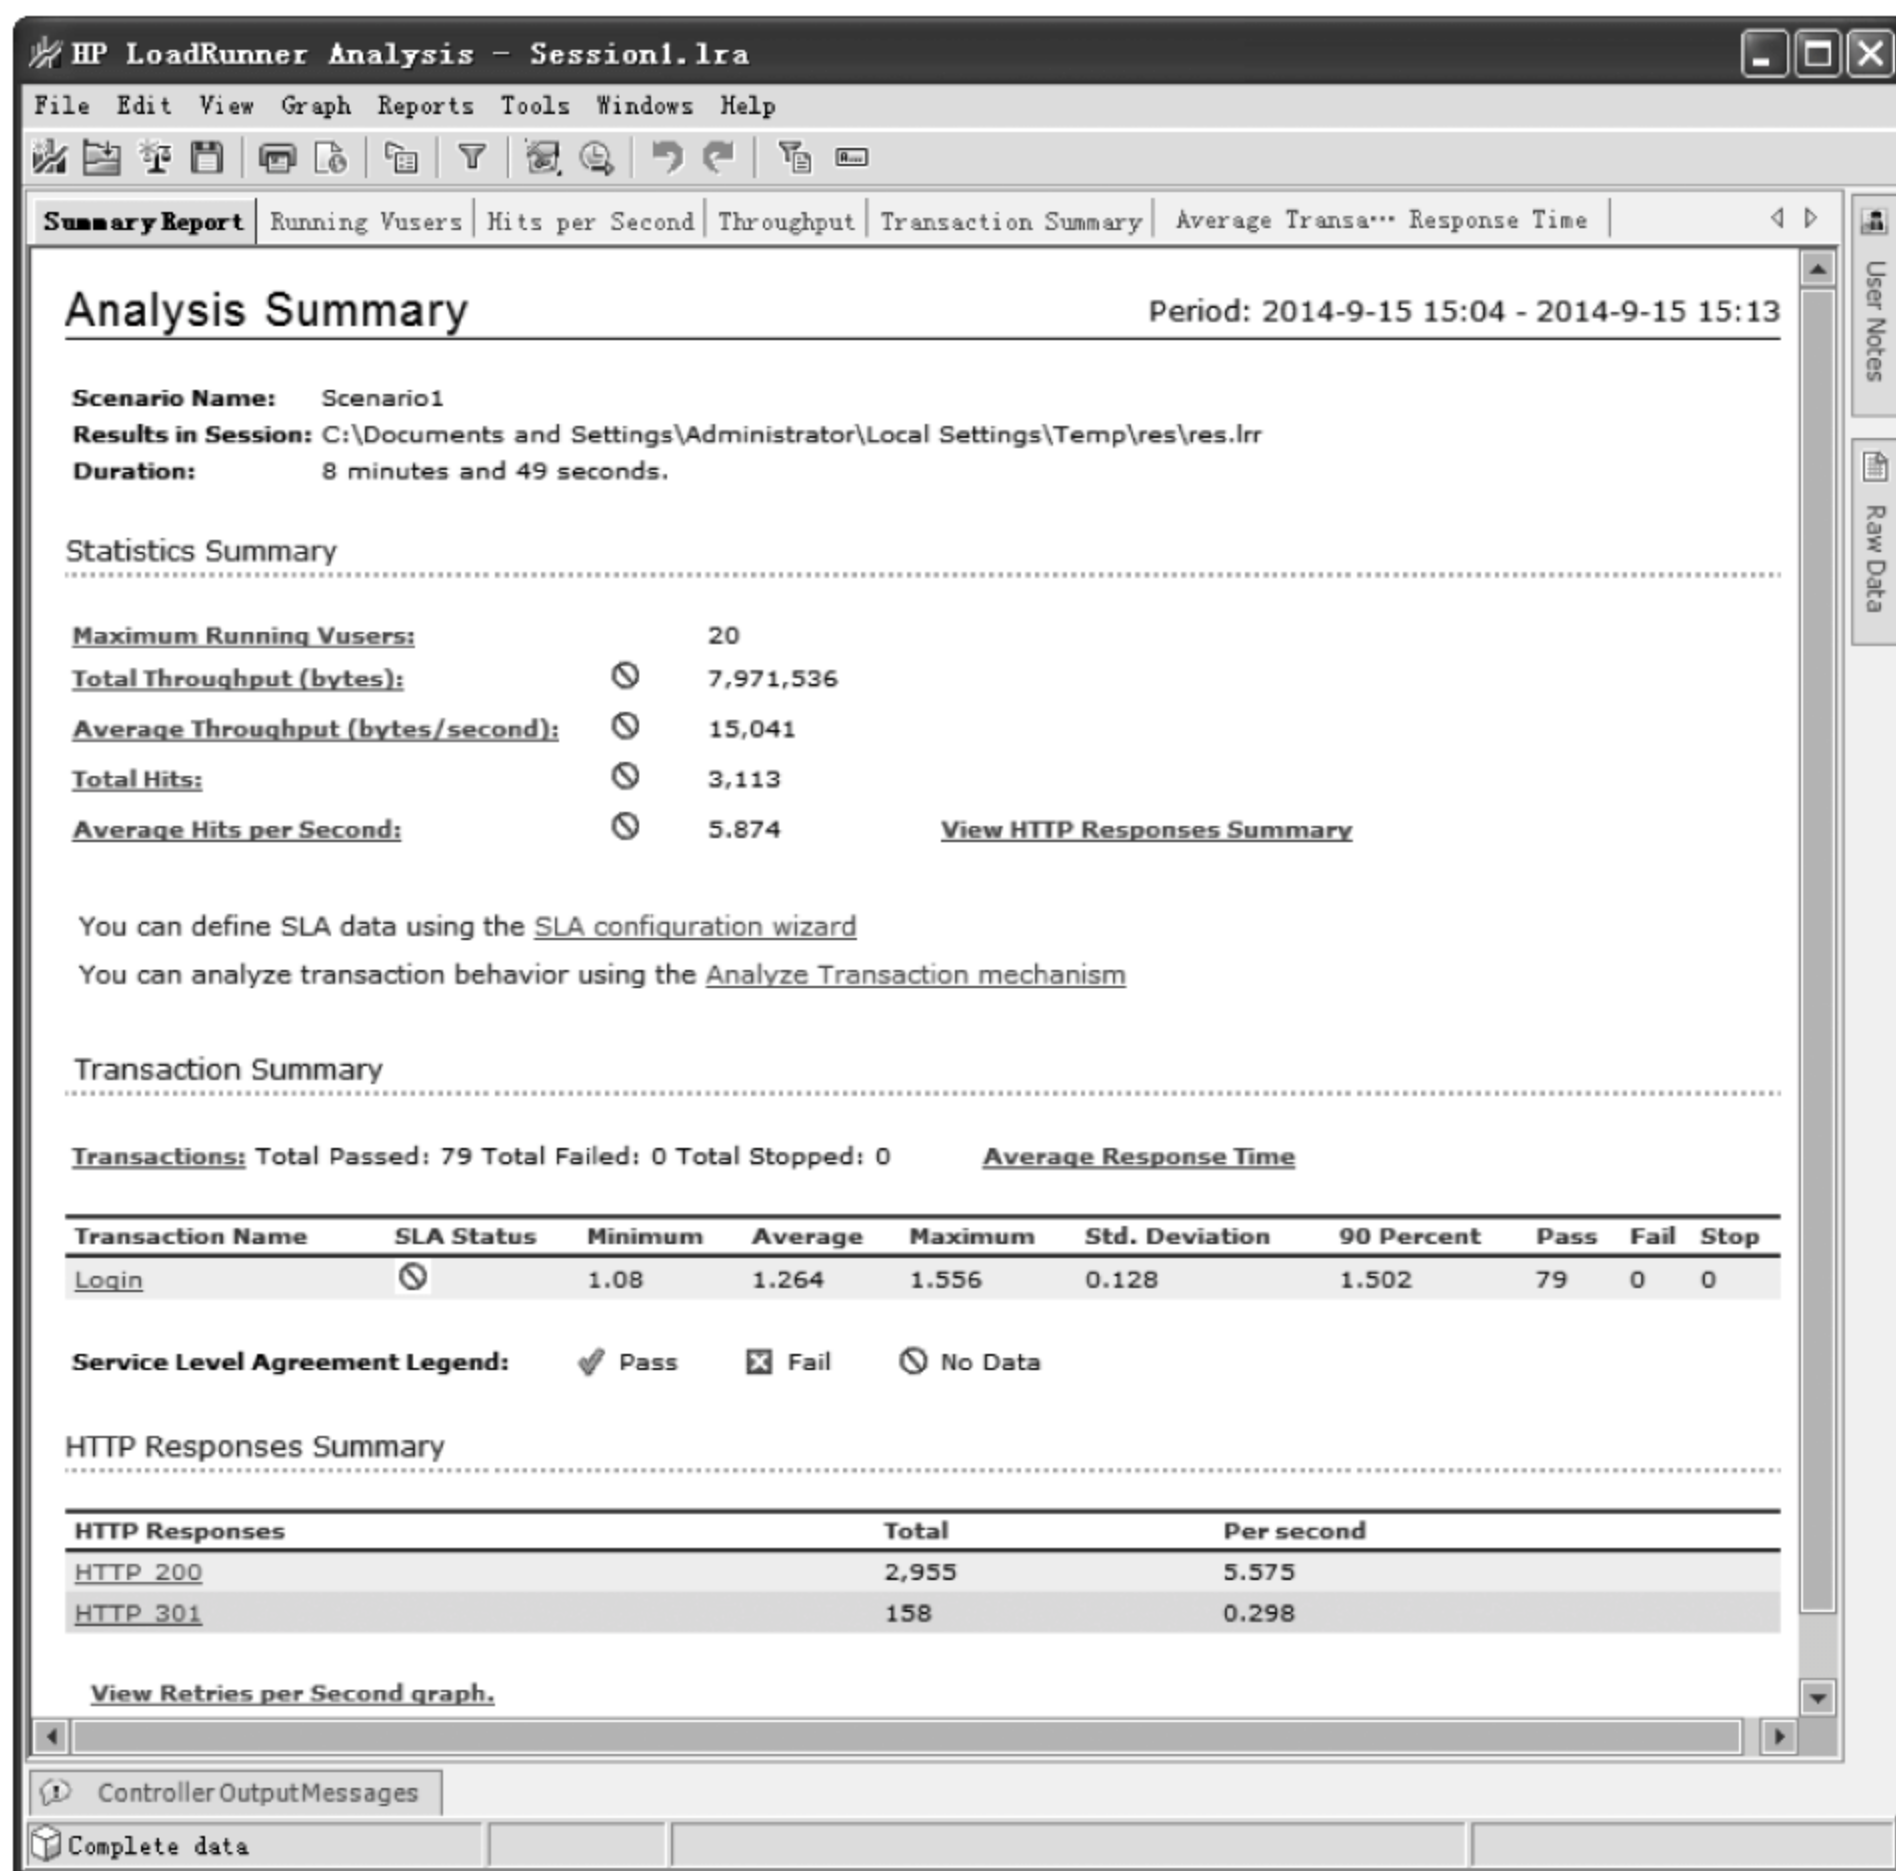 HP LoadRunner Analysis - Session1.lra
File Edit View Graph Reports Tools Windows Help
Summary Report Running Vusers Hits per Second Throughput Transaction Summary Average Transa… Response Time
Analysis Summary Period: 2014-9-15 15:04 - 2014-9-15 15:13
Scenario Name: Scenario1
Results in Session: C:\Documents and Settings\Administrator\Local Settings\Temp\res\res.lrr
Duration: 8 minutes and 49 seconds.
Statistics Summary
Maximum Running Vusers: 20
Total Throughput (bytes): 7,971,536
Average Throughput (bytes/second): 15,041
Total Hits: 3,113
Average Hits per Second: 5.874 View HTTP Responses Summary
You can define SLA data using the SLA configuration wizard
You can analyze transaction behavior using the Analyze Transaction mechanism
Transaction Summary
Transactions: Total Passed: 79 Total Failed: 0 Total Stopped: 0 Average Response Time
Transaction Name SLA Status Minimum Average Maximum Std. Deviation 90 Percent Pass Fail Stop
Login 1.08 1.264 1.556 0.128 1.502 79 0 0
Service Level Agreement Legend: Pass Fail No Data
HTTP Responses Summary
HTTP Responses Total Per second
HTTP_200 2,955 5.575
HTTP_301 158 0.298
View Retries per Second graph.
Controller Output Messages
Complete data
User Notes
Raw Data